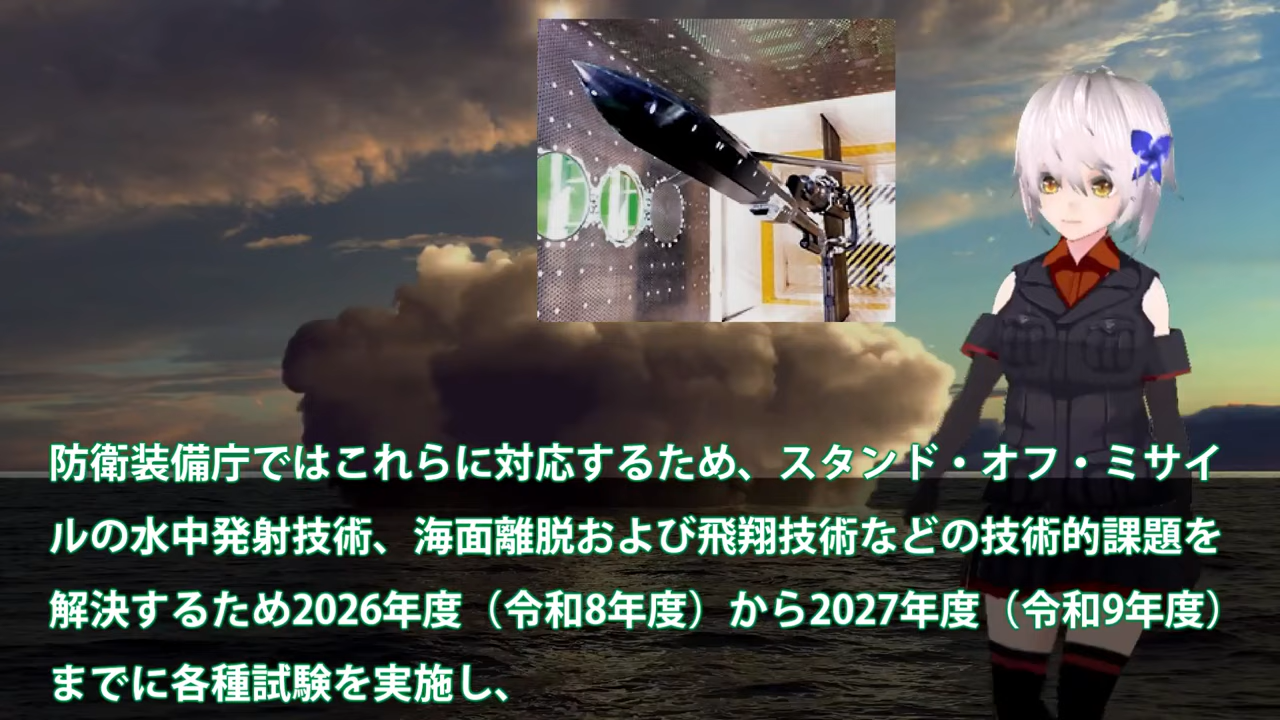 防衛装備庁ではこれらに対応するため、スタンド・オフ・ミサイ
ルの水中発射技術、海面離脱および飛翔技術などの技術的課題を
解決するため2026年度（令和8年度）から2027年度（令和9年度）
までに各種試験を実施し、